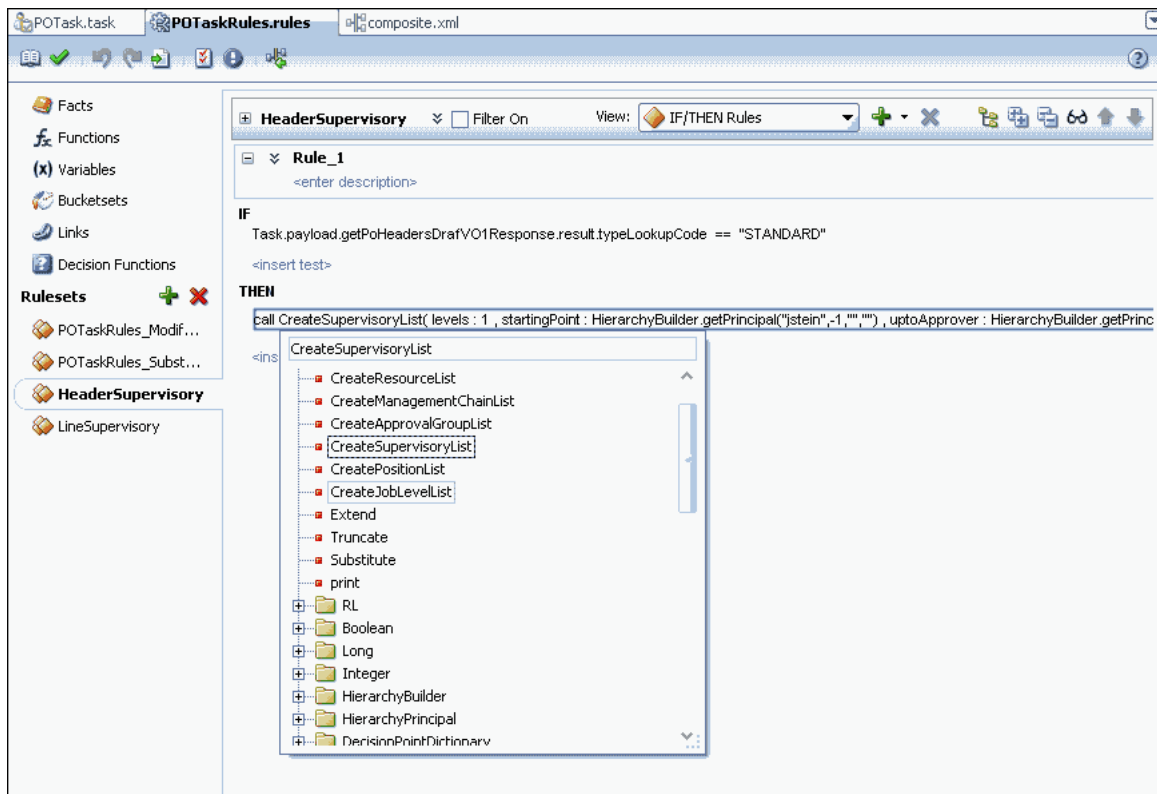 POTask.task
POTaskRules.rules
composite.xml
Facts
Functions
Variables
Bucketsets
Links
Decision Functions
Rulesets
POTaskRules_Modif...
POTaskRules_Subst...
HeaderSupervisory
LineSupervisory
HeaderSupervisory Filter On View: IF/THEN Rules
Rule_1
<enter description>
IF
Task.payload.getPoHeadersDrafVO1Response.result.typeLookupCode == "STANDARD"
<insert test>
THEN
call CreateSupervisoryList( levels : 1 , startingPoint : HierarchyBuilder.getPrincipal("jstein",-1,"","") , uptoApprover : HierarchyBuilder.getPrinc
<ins
CreateSupervisoryList
CreateResourceList
CreateManagementChainList
CreateApprovalGroupList
CreateSupervisoryList
CreatePositionList
CreateJobLevelList
Extend
Truncate
Substitute
print
RL
Boolean
Long
Integer
HierarchyBuilder
HierarchyPrincipal
DecisionPointDictionary